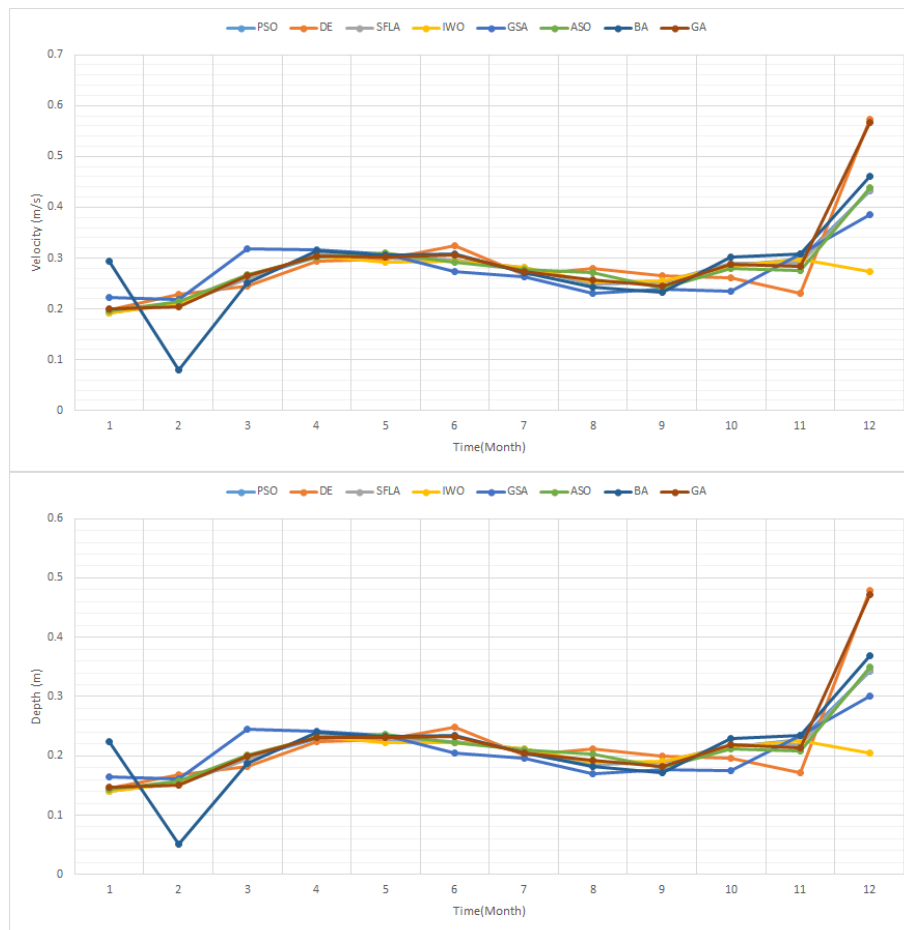 PSO DE SFLA IWO GSA ASO BA GA
0.7
0.6
0.5
0.4
0.3
0.2
0.1
0
Velocity (m/s)
1 2 3 4 5 6 7 8 9 10 11 12
Time(Month)
PSO DE SFLA IWO GSA ASO BA GA
0.6
0.5
0.4
0.3
0.2
0.1
0
Depth (m)
1 2 3 4 5 6 7 8 9 10 11 12
Time(Month)